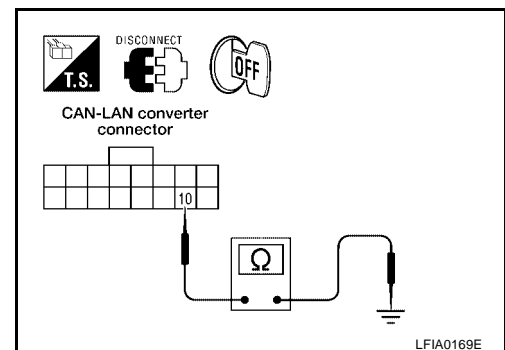 DISCONNECT
T.S.
OFF
CAN-LAN converter
connector
10
Ω
LFIA0169E